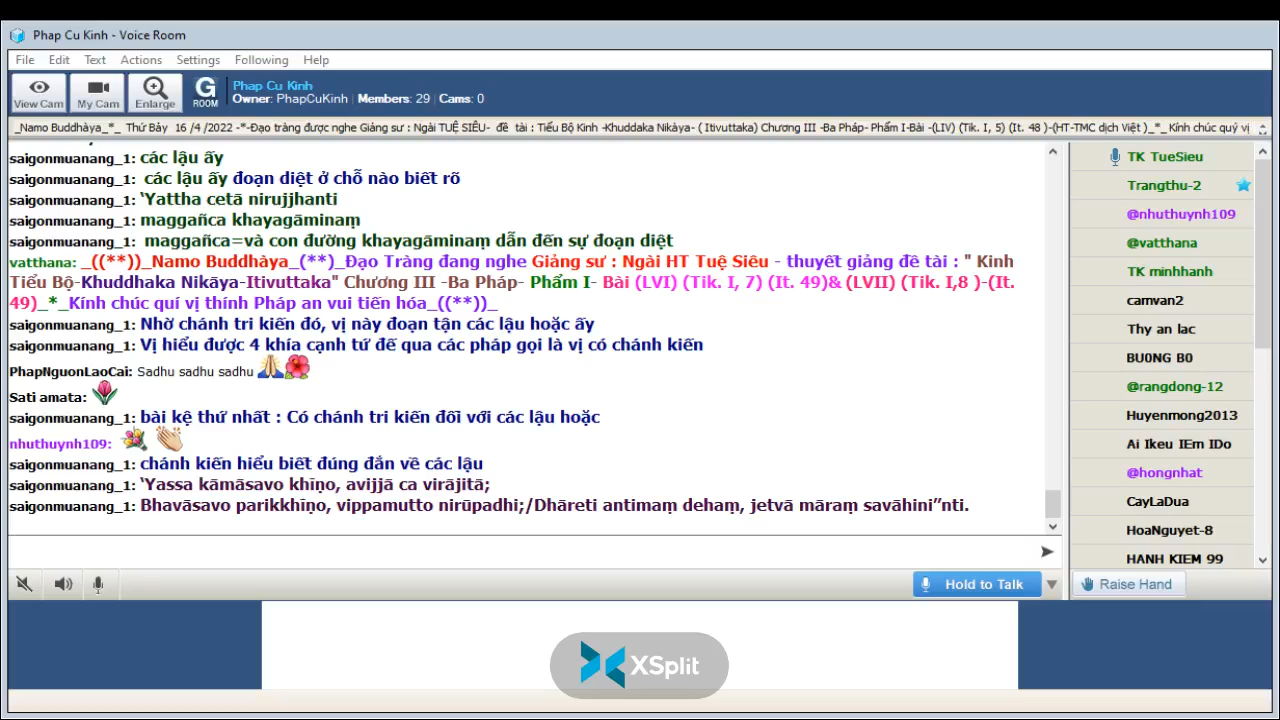 Phap Cu Kinh - Voice Room
File Edit Text Actions Settings Following Help
View Cam My Cam Enlarge G ROOM
Phap Cu Kinh
Owner: PhapCuKinh | Members: 29 | Cams: 0
_Namo Buddhàya_*_ Thứ Bảy 16 /4 /2022 -*-Đạo tràng được nghe Giảng sư : Ngài TUỆ SIÊU- đề tài : Tiểu Bộ Kinh -Khuddaka Nikàya- ( Itivuttaka) Chương III -Ba Pháp- Phẩm I-Bài -(LIV) (Tik. I, 5) (It. 48 )-(HT-TMC dịch Việt )_*_ Kính chúc quý vị
saigonmuanang_1: các lậu ấy
saigonmuanang_1: các lậu ấy đoạn diệt ở chỗ nào biết rõ
saigonmuanang_1: ‘Yattha cetā nirujjhanti
saigonmuanang_1: maggañca khayagāminaṃ
saigonmuanang_1: maggañca=và con đường khayagāminaṃ dẫn đến sự đoạn diệt
vatthana: _((**))_Namo Buddhàya_(**)_Đạo Tràng đang nghe Giảng sư : Ngài HT Tuệ Siêu - thuyết giảng đề tài : " Kinh
Tiểu Bộ-Khuddhaka Nikāya-Itivuttaka" Chương III -Ba Pháp- Phẩm I- Bài (LVI) (Tik. I, 7) (It. 49)& (LVII) (Tik. I,8 )-(It.
49)_*_Kính chúc quí vị thính Pháp an vui tiến hóa_((**))_
saigonmuanang_1: Nhờ chánh tri kiến đó, vị này đoạn tận các lậu hoặc ấy
saigonmuanang_1: Vị hiểu được 4 khía cạnh tứ đế qua các pháp gọi là vị có chánh kiến
PhapNguonLaoCai: Sadhu sadhu sadhu
Sati amata:
saigonmuanang_1: bài kệ thứ nhất : Có chánh tri kiến đối với các lậu hoặc
nhuthuynh109:
saigonmuanang_1: chánh kiến hiểu biết đúng đắn về các lậu
saigonmuanang_1: ‘Yassa kāmāsavo khīṇo, avijjā ca virājitā;
saigonmuanang_1: Bhavāsavo parikkhīṇo, vippamutto nirūpadhi;/Dhāreti antimaṃ dehaṃ, jetvā māraṃ savāhini”nti.
TK TueSieu
Trangthu-2
@nhuthuynh109
@vatthana
TK minhhanh
camvan2
Thy an lac
BU0NG B0
@rangdong-12
Huyenmong2013
Ai Ikeu IEm IDo
@hongnhat
CayLaDua
HoaNguyet-8
HANH KIEM 99
Hold to Talk
Raise Hand
XSplit